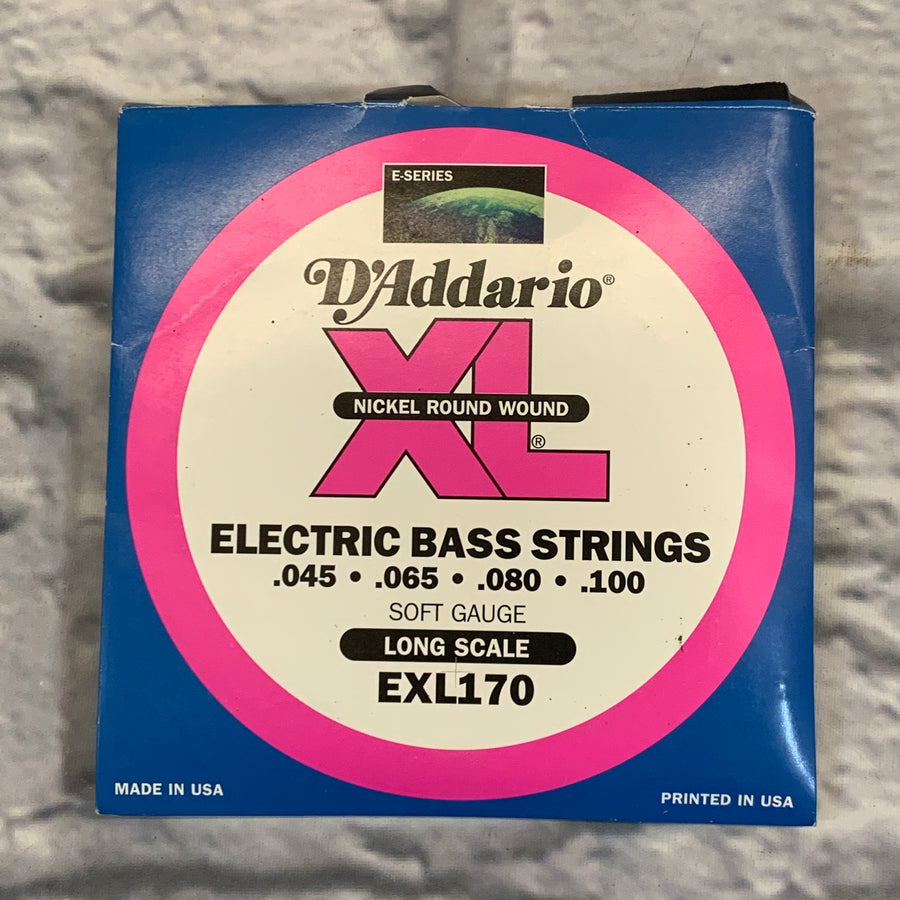 E-SERIES
D'Addario®
XL®
NICKEL ROUND WOUND
ELECTRIC BASS STRINGS
.045 • .065 • .080 • .100
SOFT GAUGE
LONG SCALE
EXL170
MADE IN USA
PRINTED IN USA